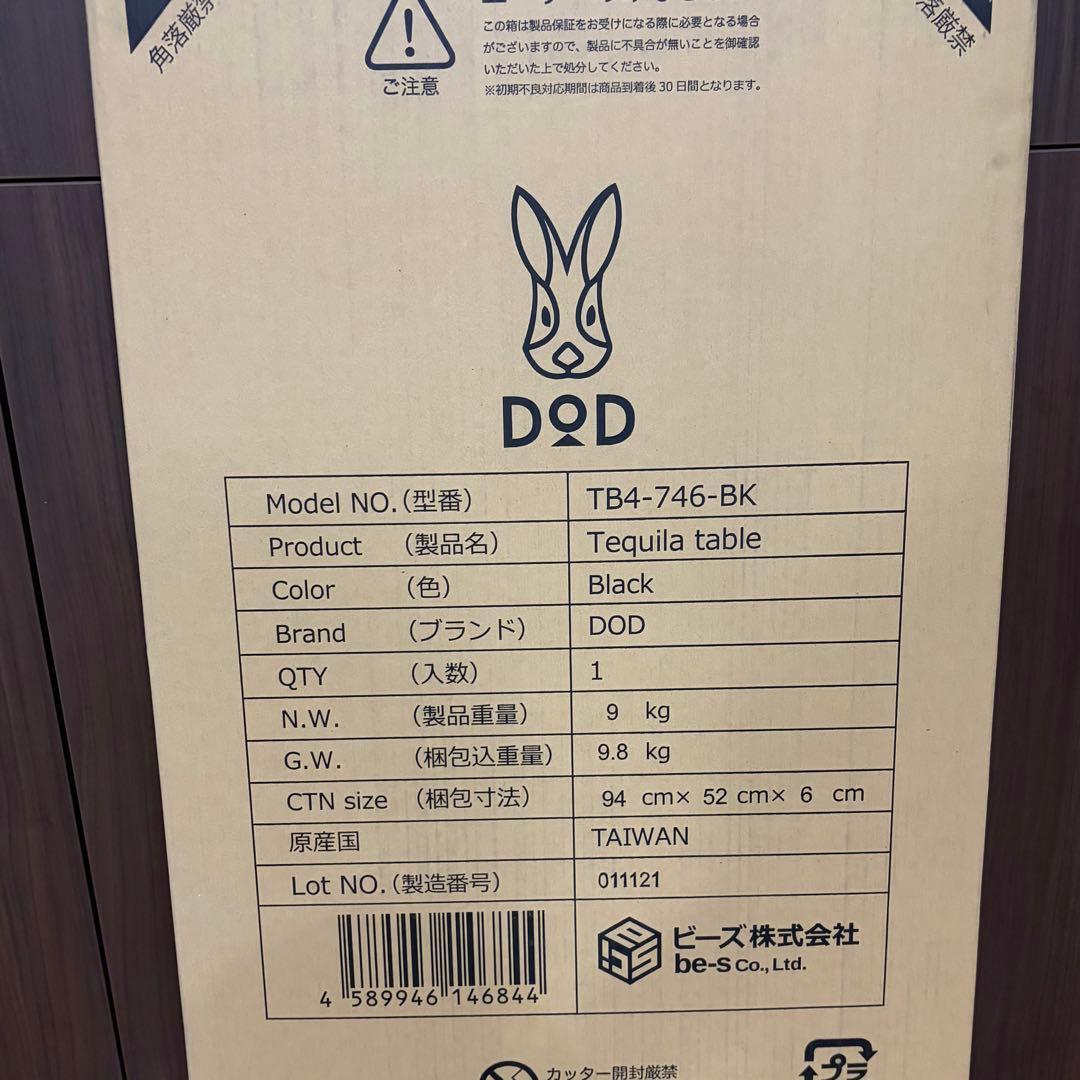 角落厳禁
この箱は製品保証をお受けになる際に必要となる場合
がございますので、製品に不具合が無いことを御確認
いただいた上で処分してください。
※初期不良対応期間は商品到着後30日間となります。
ご注意
落厳禁
DOD
Model NO.（型番） TB4-746-BK
Product （製品名） Tequila table
Color （色） Black
Brand （ブランド） DOD
QTY （入数） 1
N.W. （製品重量） 9 kg
G.W. （梱包込重量） 9.8 kg
CTN size （梱包寸法） 94 cm× 52 cm× 6 cm
原産国 TAIWAN
Lot NO.（製造番号） 011121
4 589946 146844
ビーズ株式会社
be-s Co., Ltd.
カッター開封厳禁
プラ